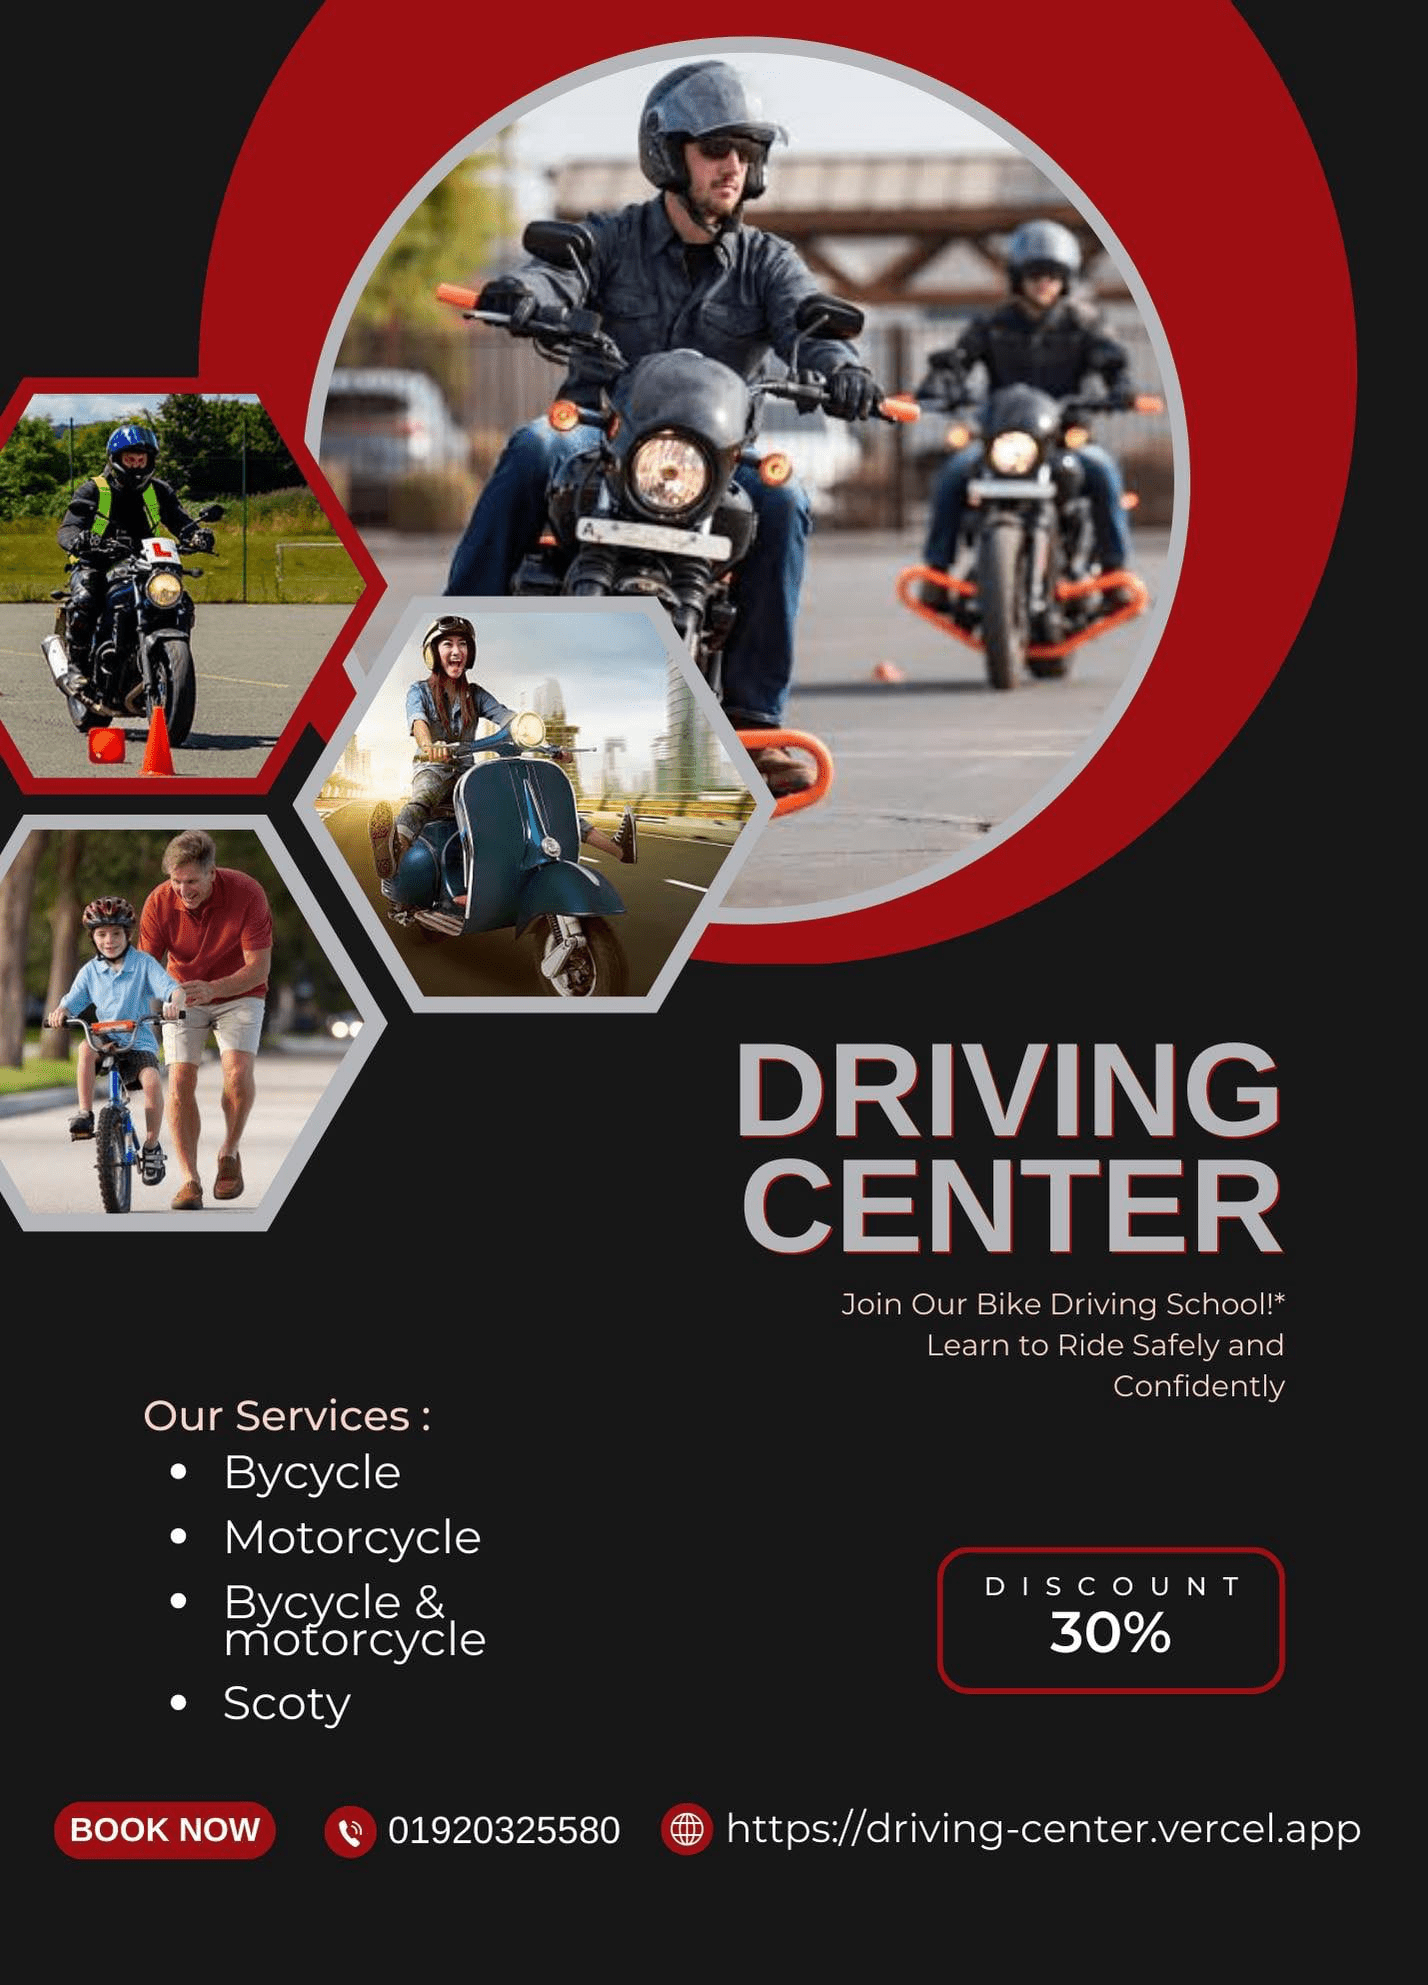 L
A
DRIVING
CENTER
Join Our Bike Driving School!*
Learn to Ride Safely and
Confidently
Our Services :
• Bycycle
• Motorcycle
• Bycycle &
motorcycle
• Scoty
DISCOUNT
30%
BOOK NOW
01920325580
https://driving-center.vercel.app